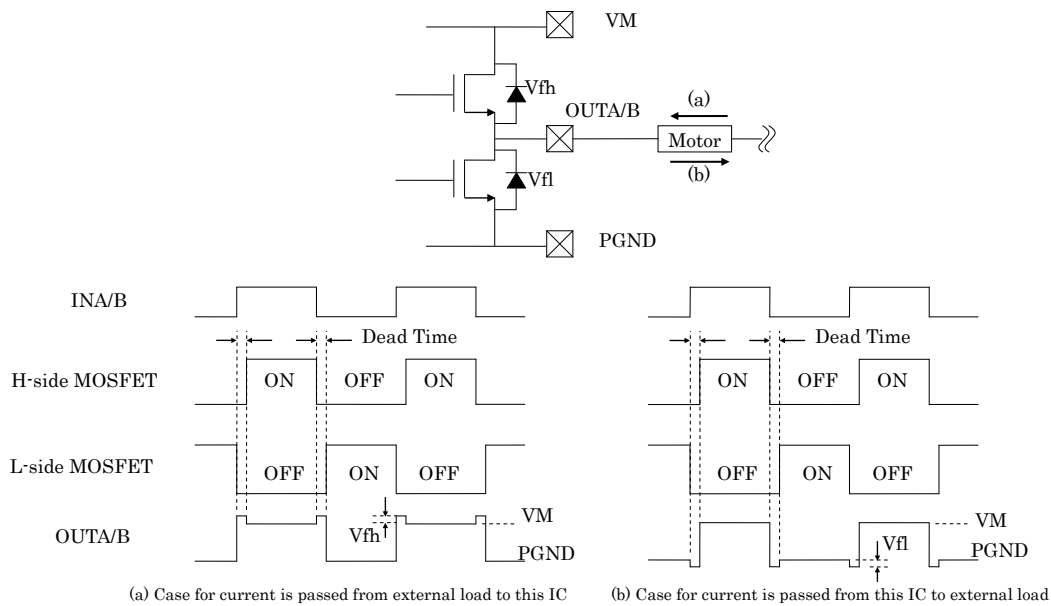 VM
Vfh
OUTA/B
(a)
Motor
(b)
Vfl
PGND
INA/B
Dead Time
Dead Time
H-side MOSFET
ON
OFF
ON
ON
OFF
ON
L-side MOSFET
OFF
ON
OFF
OFF
ON
OFF
OUTA/B
Vfh
VM
PGND
Vfl
VM
PGND
(a) Case for current is passed from external load to this IC
(b) Case for current is passed from this IC to external load